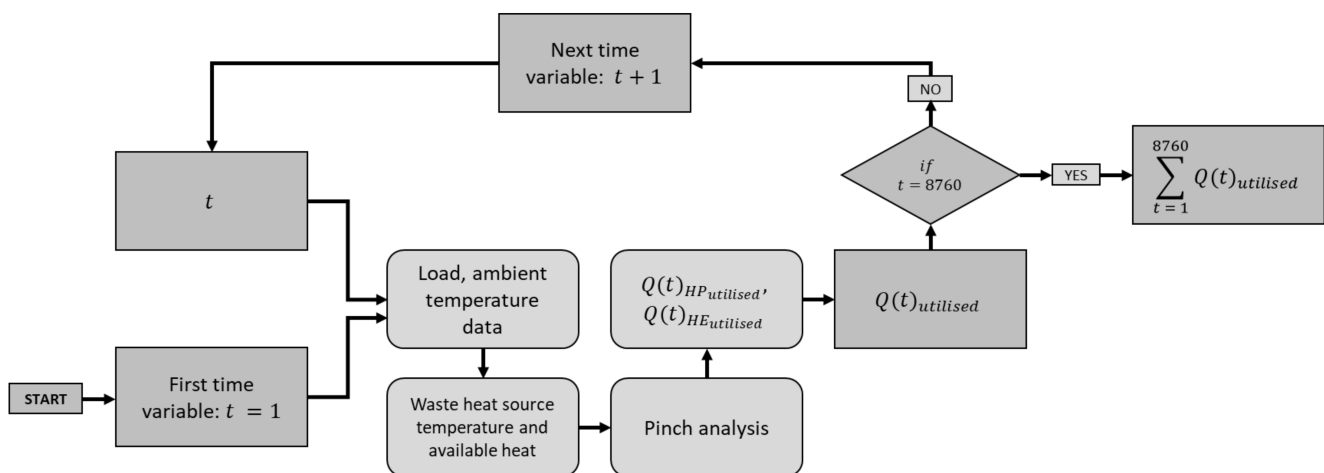 Next time
variable: t + 1
NO
if
t = 8760
YES
8760
∑ Q(t)utilised
t = 1
t
Load, ambient
temperature
data
Q(t)HPutilised,
Q(t)HEutilised
Q(t)utilised
START
First time
variable: t = 1
Waste heat source
temperature and
available heat
Pinch analysis